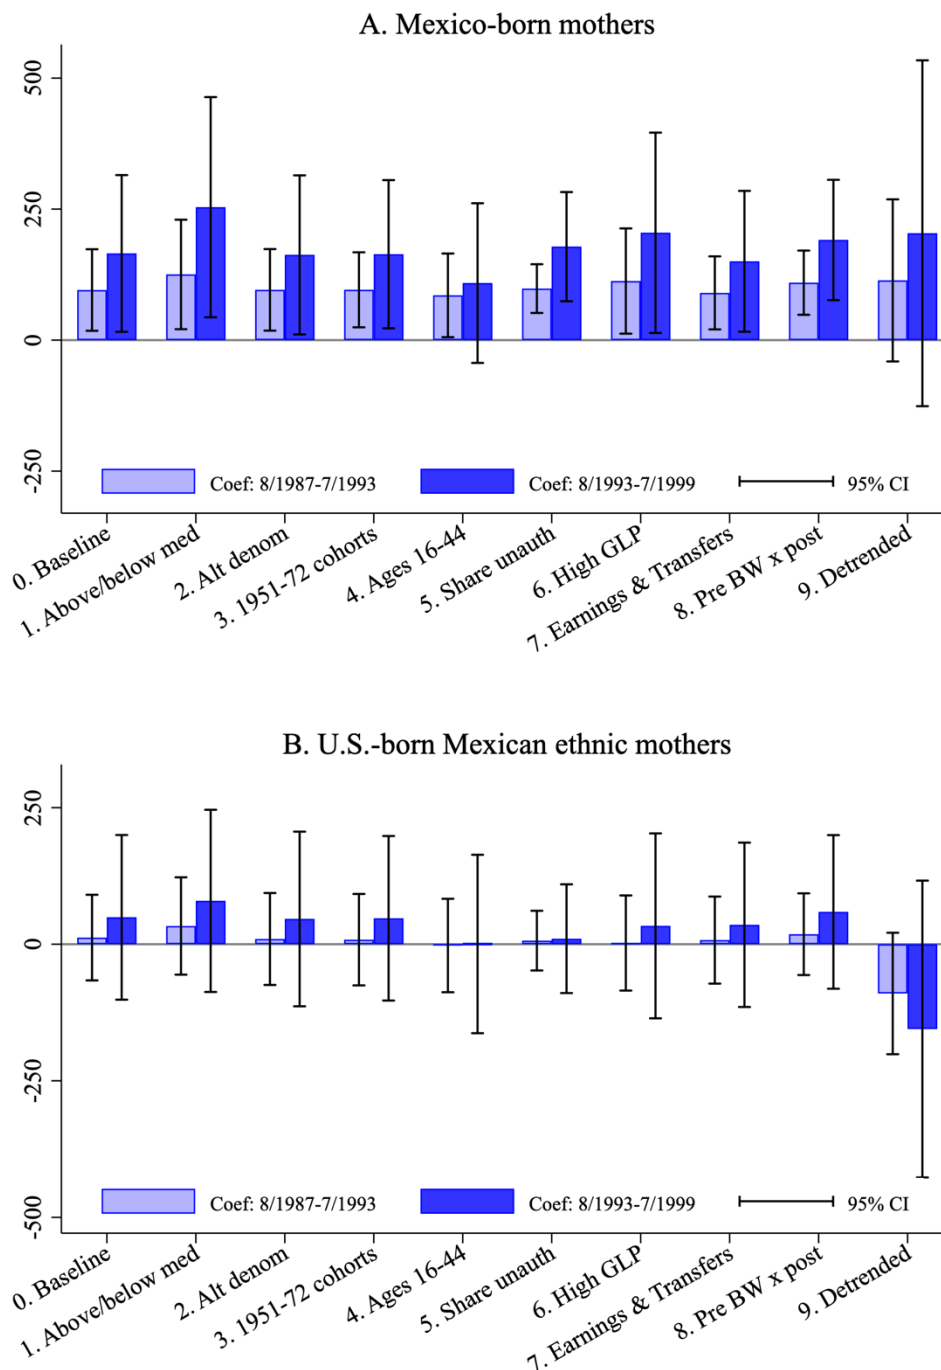 A. Mexico-born mothers
500
250
0
-250
Coef: 8/1987-7/1993 Coef: 8/1993-7/1999 95% CI
0. Baseline
1. Above/below med
2. Alt denom
3. 1951-72 cohorts
4. Ages 16-44
5. Share unauth
6. High GLP
7. Earnings & Transfers
8. Pre BW x post
9. Detrended
B. U.S.-born Mexican ethnic mothers
250
0
-250
-500
Coef: 8/1987-7/1993 Coef: 8/1993-7/1999 95% CI
0. Baseline
1. Above/below med
2. Alt denom
3. 1951-72 cohorts
4. Ages 16-44
5. Share unauth
6. High GLP
7. Earnings & Transfers
8. Pre BW x post
9. Detrended